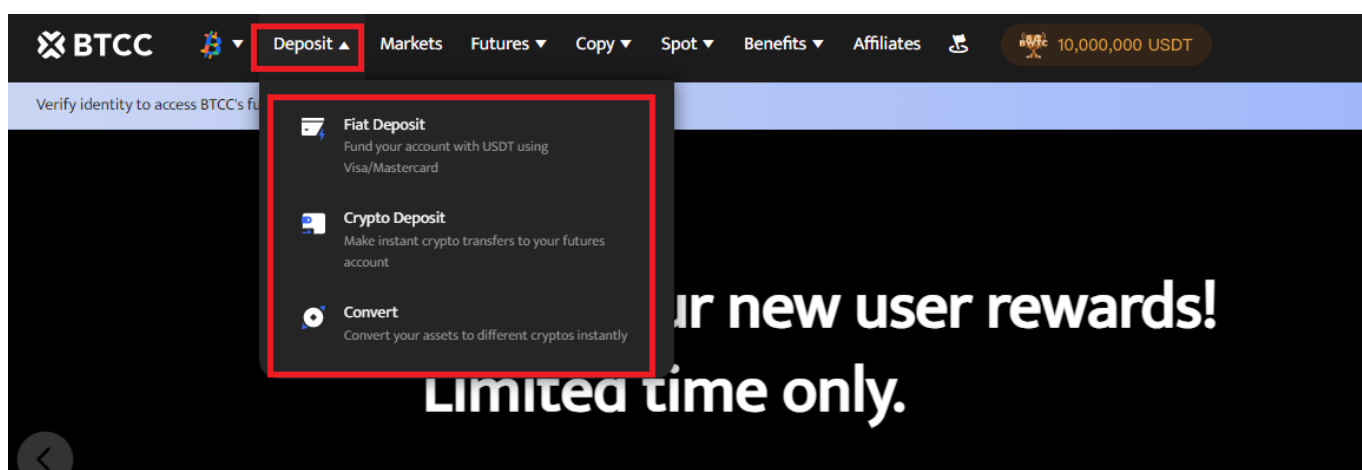 BTCC Deposit Markets Futures Copy Spot Benefits Affiliates 10,000,000 USDT
Verify identity to access BTCC's
Fiat Deposit
Fund your account with USDT using
Visa/Mastercard
Crypto Deposit
Make instant crypto transfers to your futures
account
Convert
Convert your assets to different cryptos instantly
new user rewards!
Limited time only.